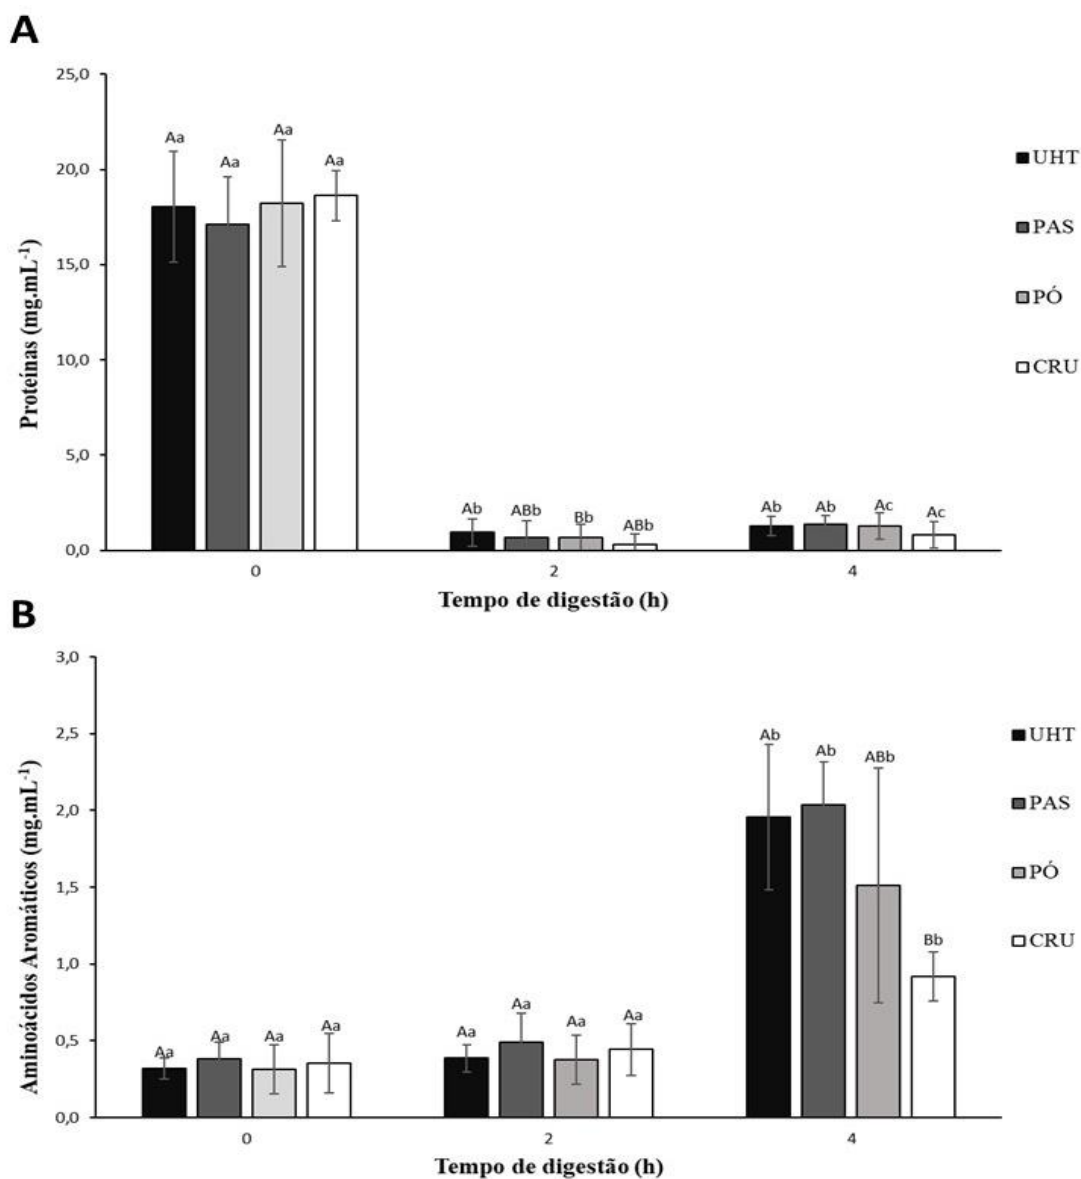 A
25,0
20,0
15,0
10,0
5,0
0,0
Proteínas (mg.mL-1)
Aa Aa Aa Aa
Ab ABb Bb ABb
Ab Ab Ac Ac
0 2 4
Tempo de digestão (h)
UHT
PAS
PÓ
CRU
B
3,0
2,5
2,0
1,5
1,0
0,5
0,0
Aminoácidos Aromáticos (mg.mL-1)
Aa Aa Aa Aa
Aa Aa Aa Aa
Ab Ab ABb Bb
0 2 4
Tempo de digestão (h)
UHT
PAS
PÓ
CRU